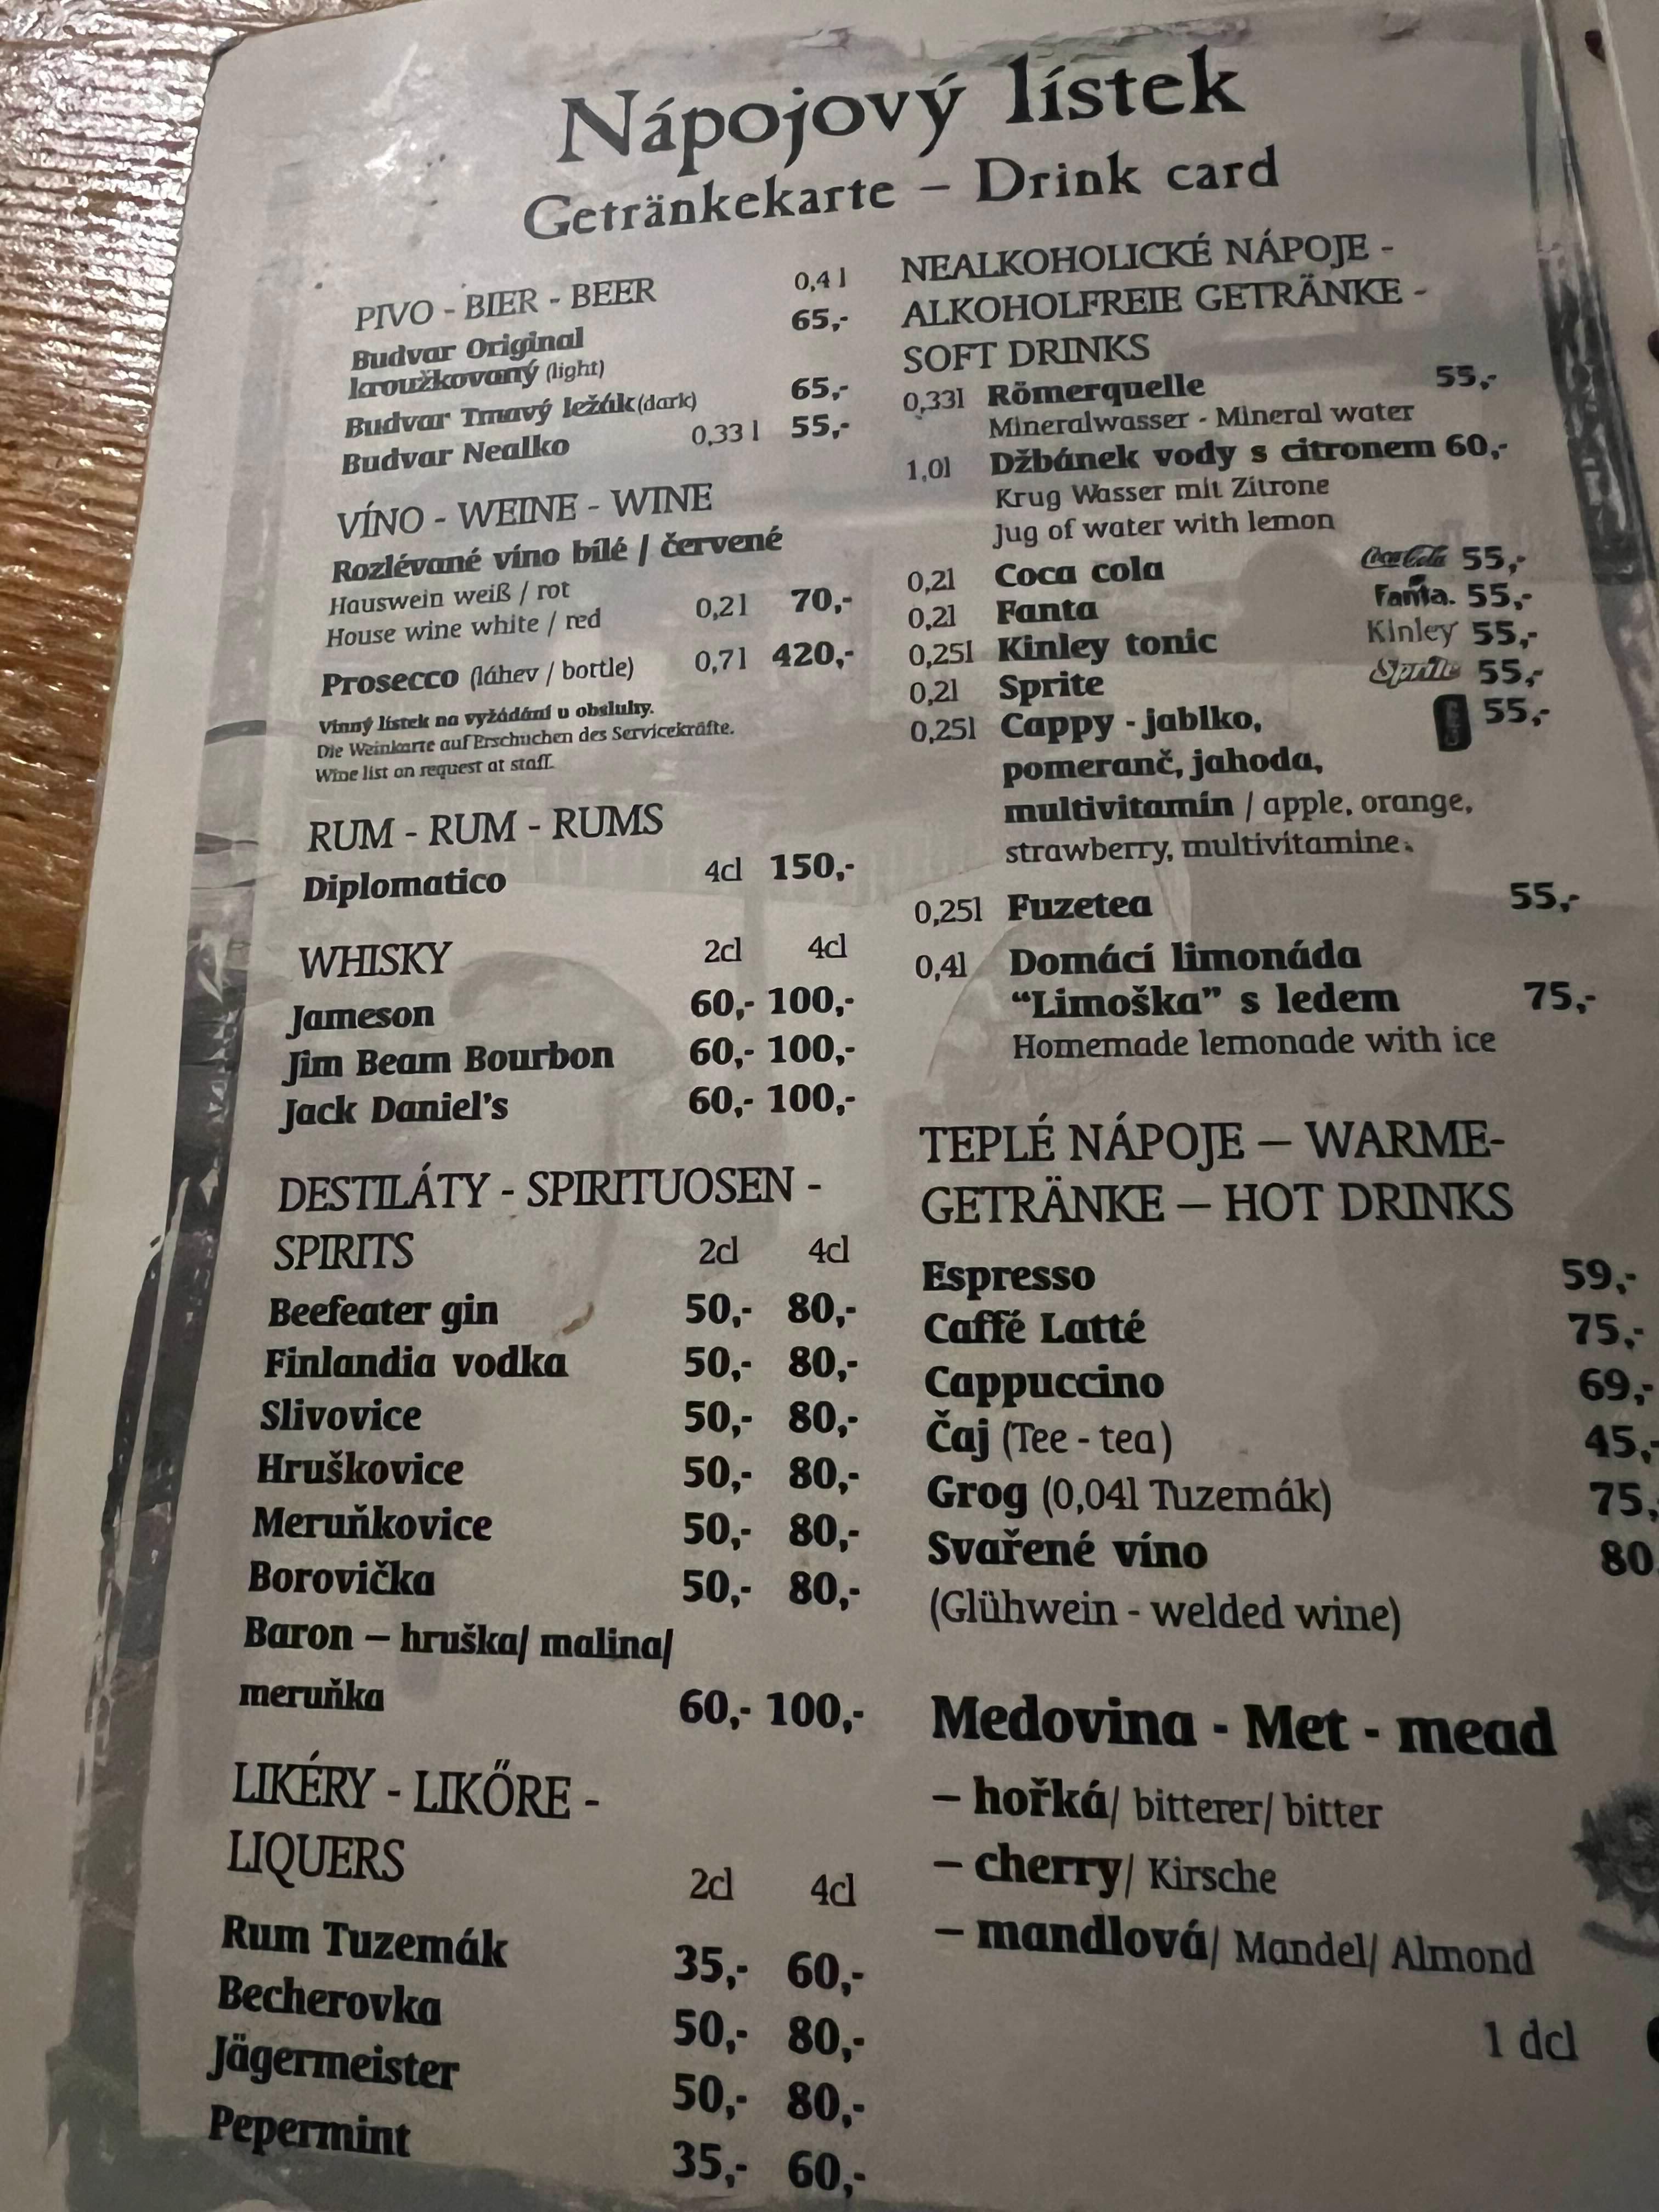 Nápojový lístek
Getränkekarte – Drink card
PIVO - BIER - BEER 0,4 l
Budvar Original 65,-
kroužkovaný (light)
Budvar Tmavý ležák(dark) 65,-
Budvar Nealko 0,33 l 55,-
VÍNO - WEINE - WINE
Rozlévané víno bílé / červené
Hauswein weiß / rot
House wine white / red 0,2 l 70,-
Prosecco (láhev / bortle) 0,7 l 420,-
Vinný lístek na vyžádání u obsluhy.
Die Weinkarte auf Erschuchen des Servicekräfte.
Wine list on request at staff.
RUM - RUM - RUMS
Diplomatico 4cl 150,-
WHISKY 2cl 4cl
Jameson 60,- 100,-
Jim Beam Bourbon 60,- 100,-
Jack Daniel's 60,- 100,-
DESTILÁTY - SPIRITUOSEN -
SPIRITS 2cl 4cl
Beefeater gin 50,- 80,-
Finlandia vodka 50,- 80,-
Slivovice 50,- 80,-
Hruškovice 50,- 80,-
Meruňkovice 50,- 80,-
Borovička 50,- 80,-
Baron – hruška/ malina/
meruňka 60,- 100,-
LIKÉRY - LIKŐRE -
LIQUERS 2cl 4cl
Rum Tuzemák 35,- 60,-
Becherovka 50,- 80,-
Jägermeister 50,- 80,-
Pepermint 35,- 60,-
NEALKOHOLICKÉ NÁPOJE -
ALKOHOLFREIE GETRÄNKE -
SOFT DRINKS
0,33l Römerquelle 55,-
Mineralwasser - Mineral water
1,0l Džbánek vody s citronem 60,-
Krug Wasser mit Zitrone
Jug of water with lemon
0,2l Coca cola Coca-Cola 55,-
0,2l Fanta Fanta. 55,-
0,25l Kinley tonic Kinley 55,-
0,2l Sprite Sprite 55,-
0,25l Cappy - jablko, 55,-
pomeranč, jahoda,
multivitamín / apple, orange,
strawberry, multivitamine.
0,25l Fuzetea 55,-
0,4l Domácí limonáda
“Limoška” s ledem 75,-
Homemade lemonade with ice
TEPLÉ NÁPOJE – WARME-
GETRÄNKE – HOT DRINKS
Espresso 59,-
Caffé Latté 75,-
Cappuccino 69,-
Čaj (Tee - tea) 45,-
Grog (0,04l Tuzemák) 75,
Svařené víno 80
(Glühwein - welded wine)
Medovina - Met - mead
– hořká/ bitterer/ bitter
– cherry/ Kirsche
– mandlová/ Mandel/ Almond
1 dcl